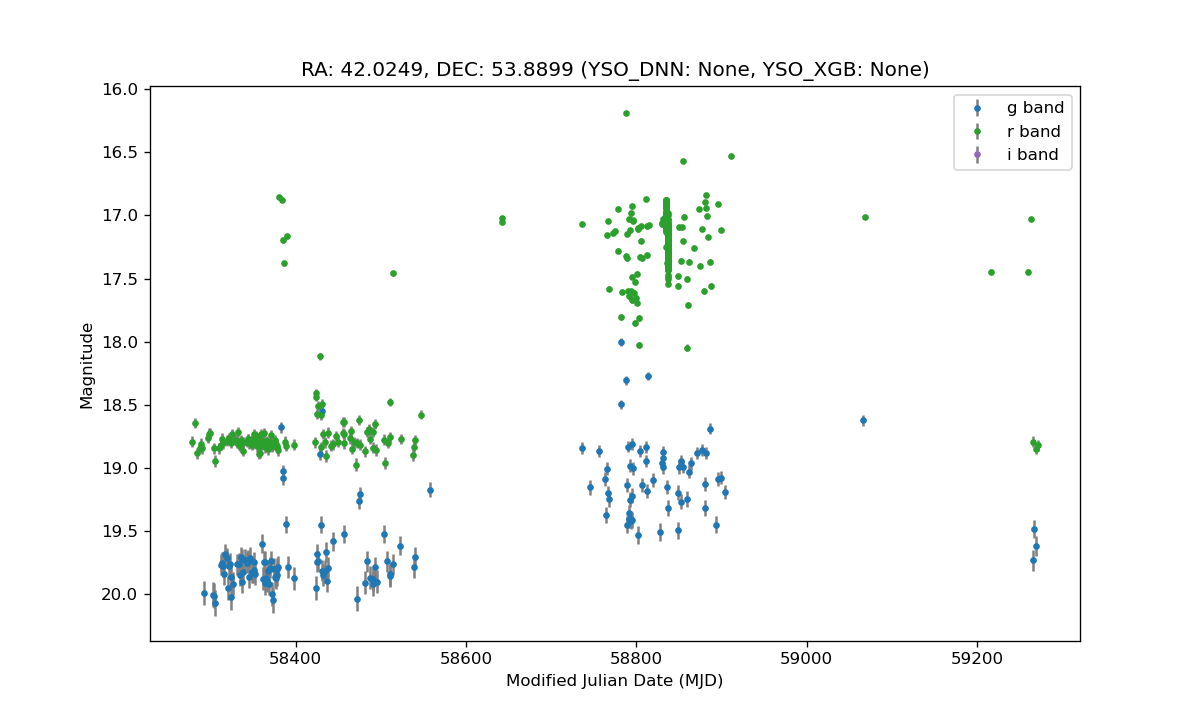 RA: 42.0249, DEC: 53.8899 (YSO_DNN: None, YSO_XGB: None)
16.0
16.5
17.0
17.5
18.0
18.5
19.0
19.5
20.0
Magnitude
g band
r band
i band
58400
58600
58800
59000
59200
Modified Julian Date (MJD)